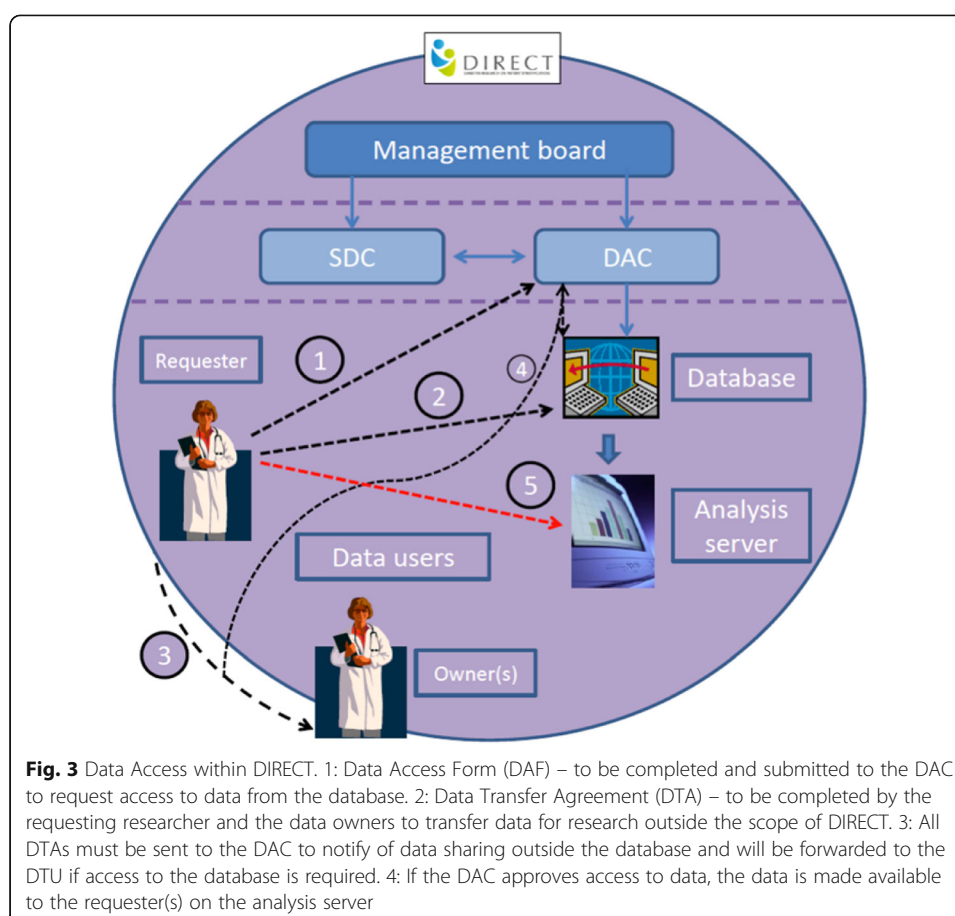 DIRECT
Management board
SDC
DAC
Requester
1
4
2
Database
5
Analysis
server
Data users
3
Owner(s)
Fig. 3 Data Access within DIRECT. 1: Data Access Form (DAF) – to be completed and submitted to the DAC
to request access to data from the database. 2: Data Transfer Agreement (DTA) – to be completed by the
requesting researcher and the data owners to transfer data for research outside the scope of DIRECT. 3: All
DTAs must be sent to the DAC to notify of data sharing outside the database and will be forwarded to the
DTU if access to the database is required. 4: If the DAC approves access to data, the data is made available
to the requester(s) on the analysis server